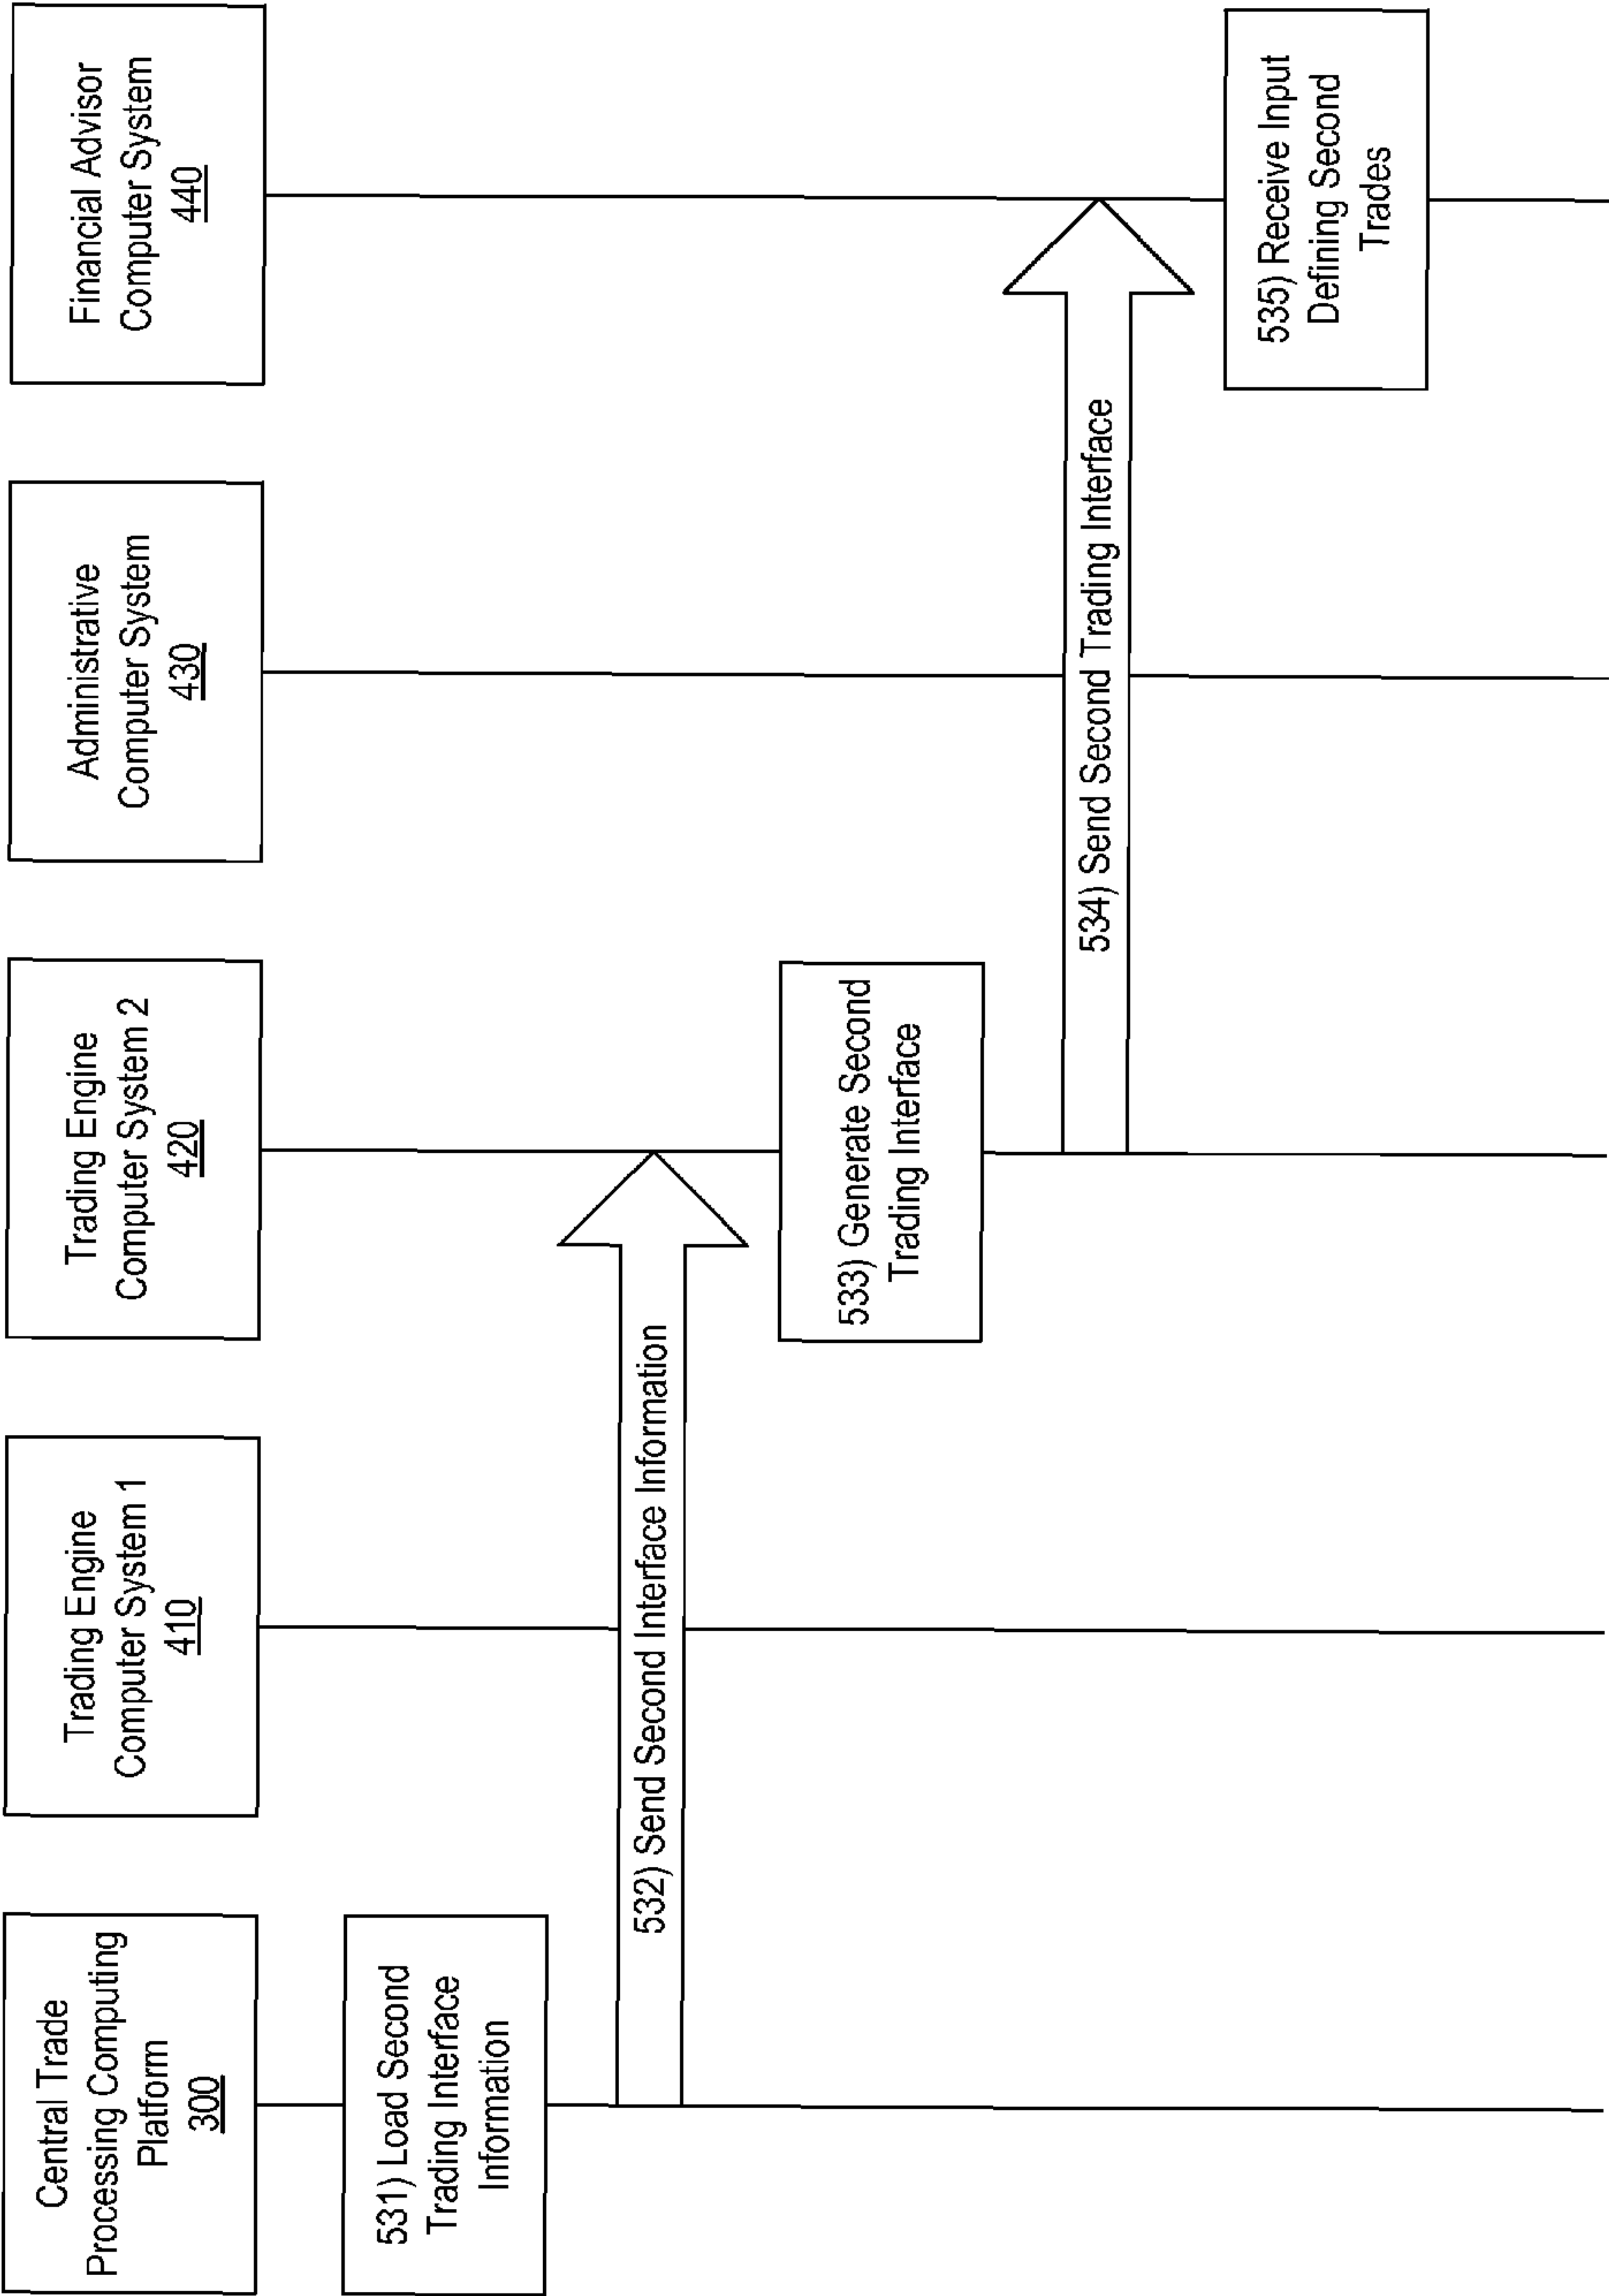 Central Trade
Processing Computing
Platform
300
Trading Engine
Computer System 1
410
Trading Engine
Computer System 2
420
Administrative
Computer System
430
Financial Advisor
Computer System
440
531) Load Second
Trading Interface
Information
532) Send Second Interface Information
533) Generate Second
Trading Interface
534) Send Second Trading Interface
535) Receive Input
Defining Second
Trades